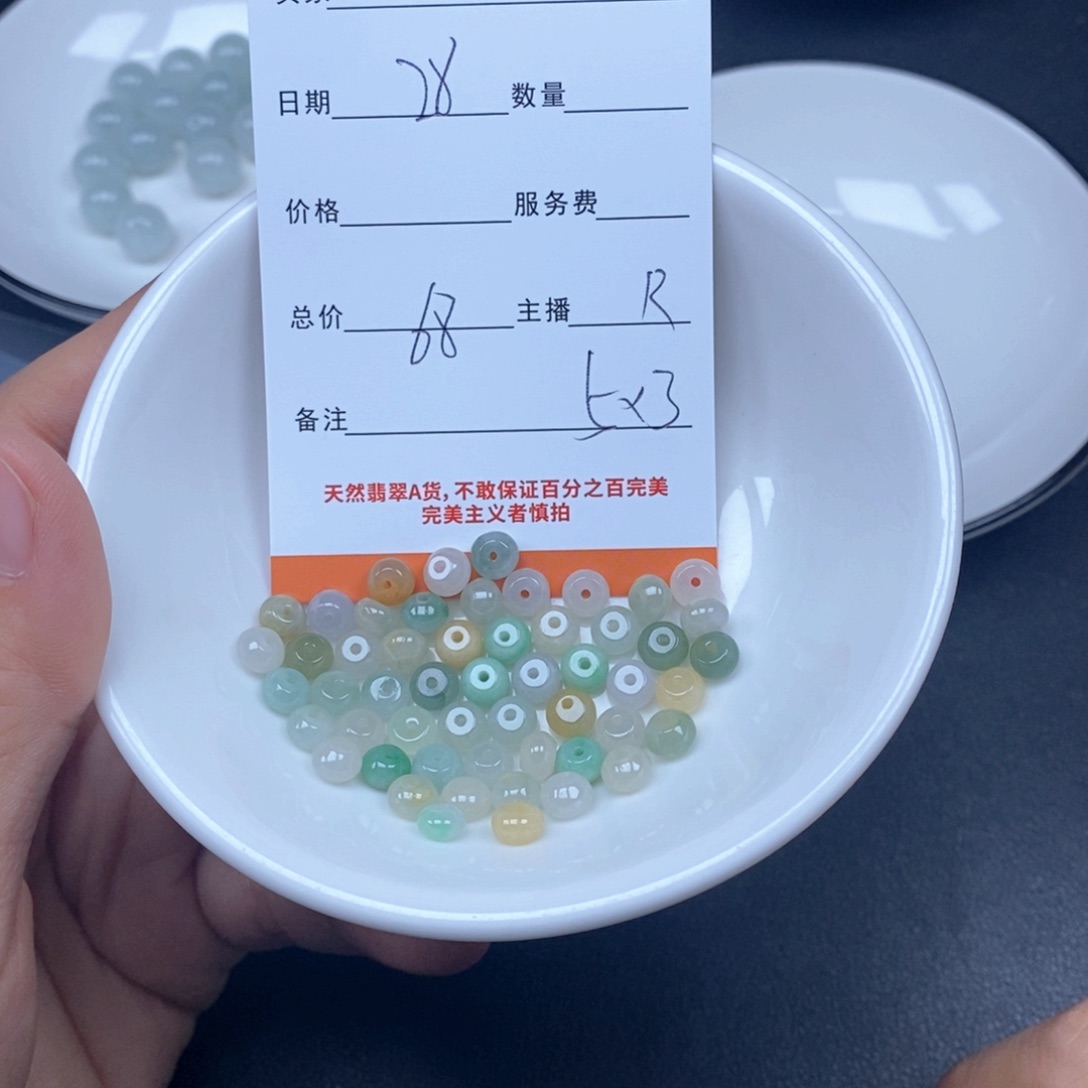 日期 28 数量
价格 服务费
总价 68 主播 R
备注 5x3
天然翡翠A货，不敢保证百分之百完美
完美主义者慎拍